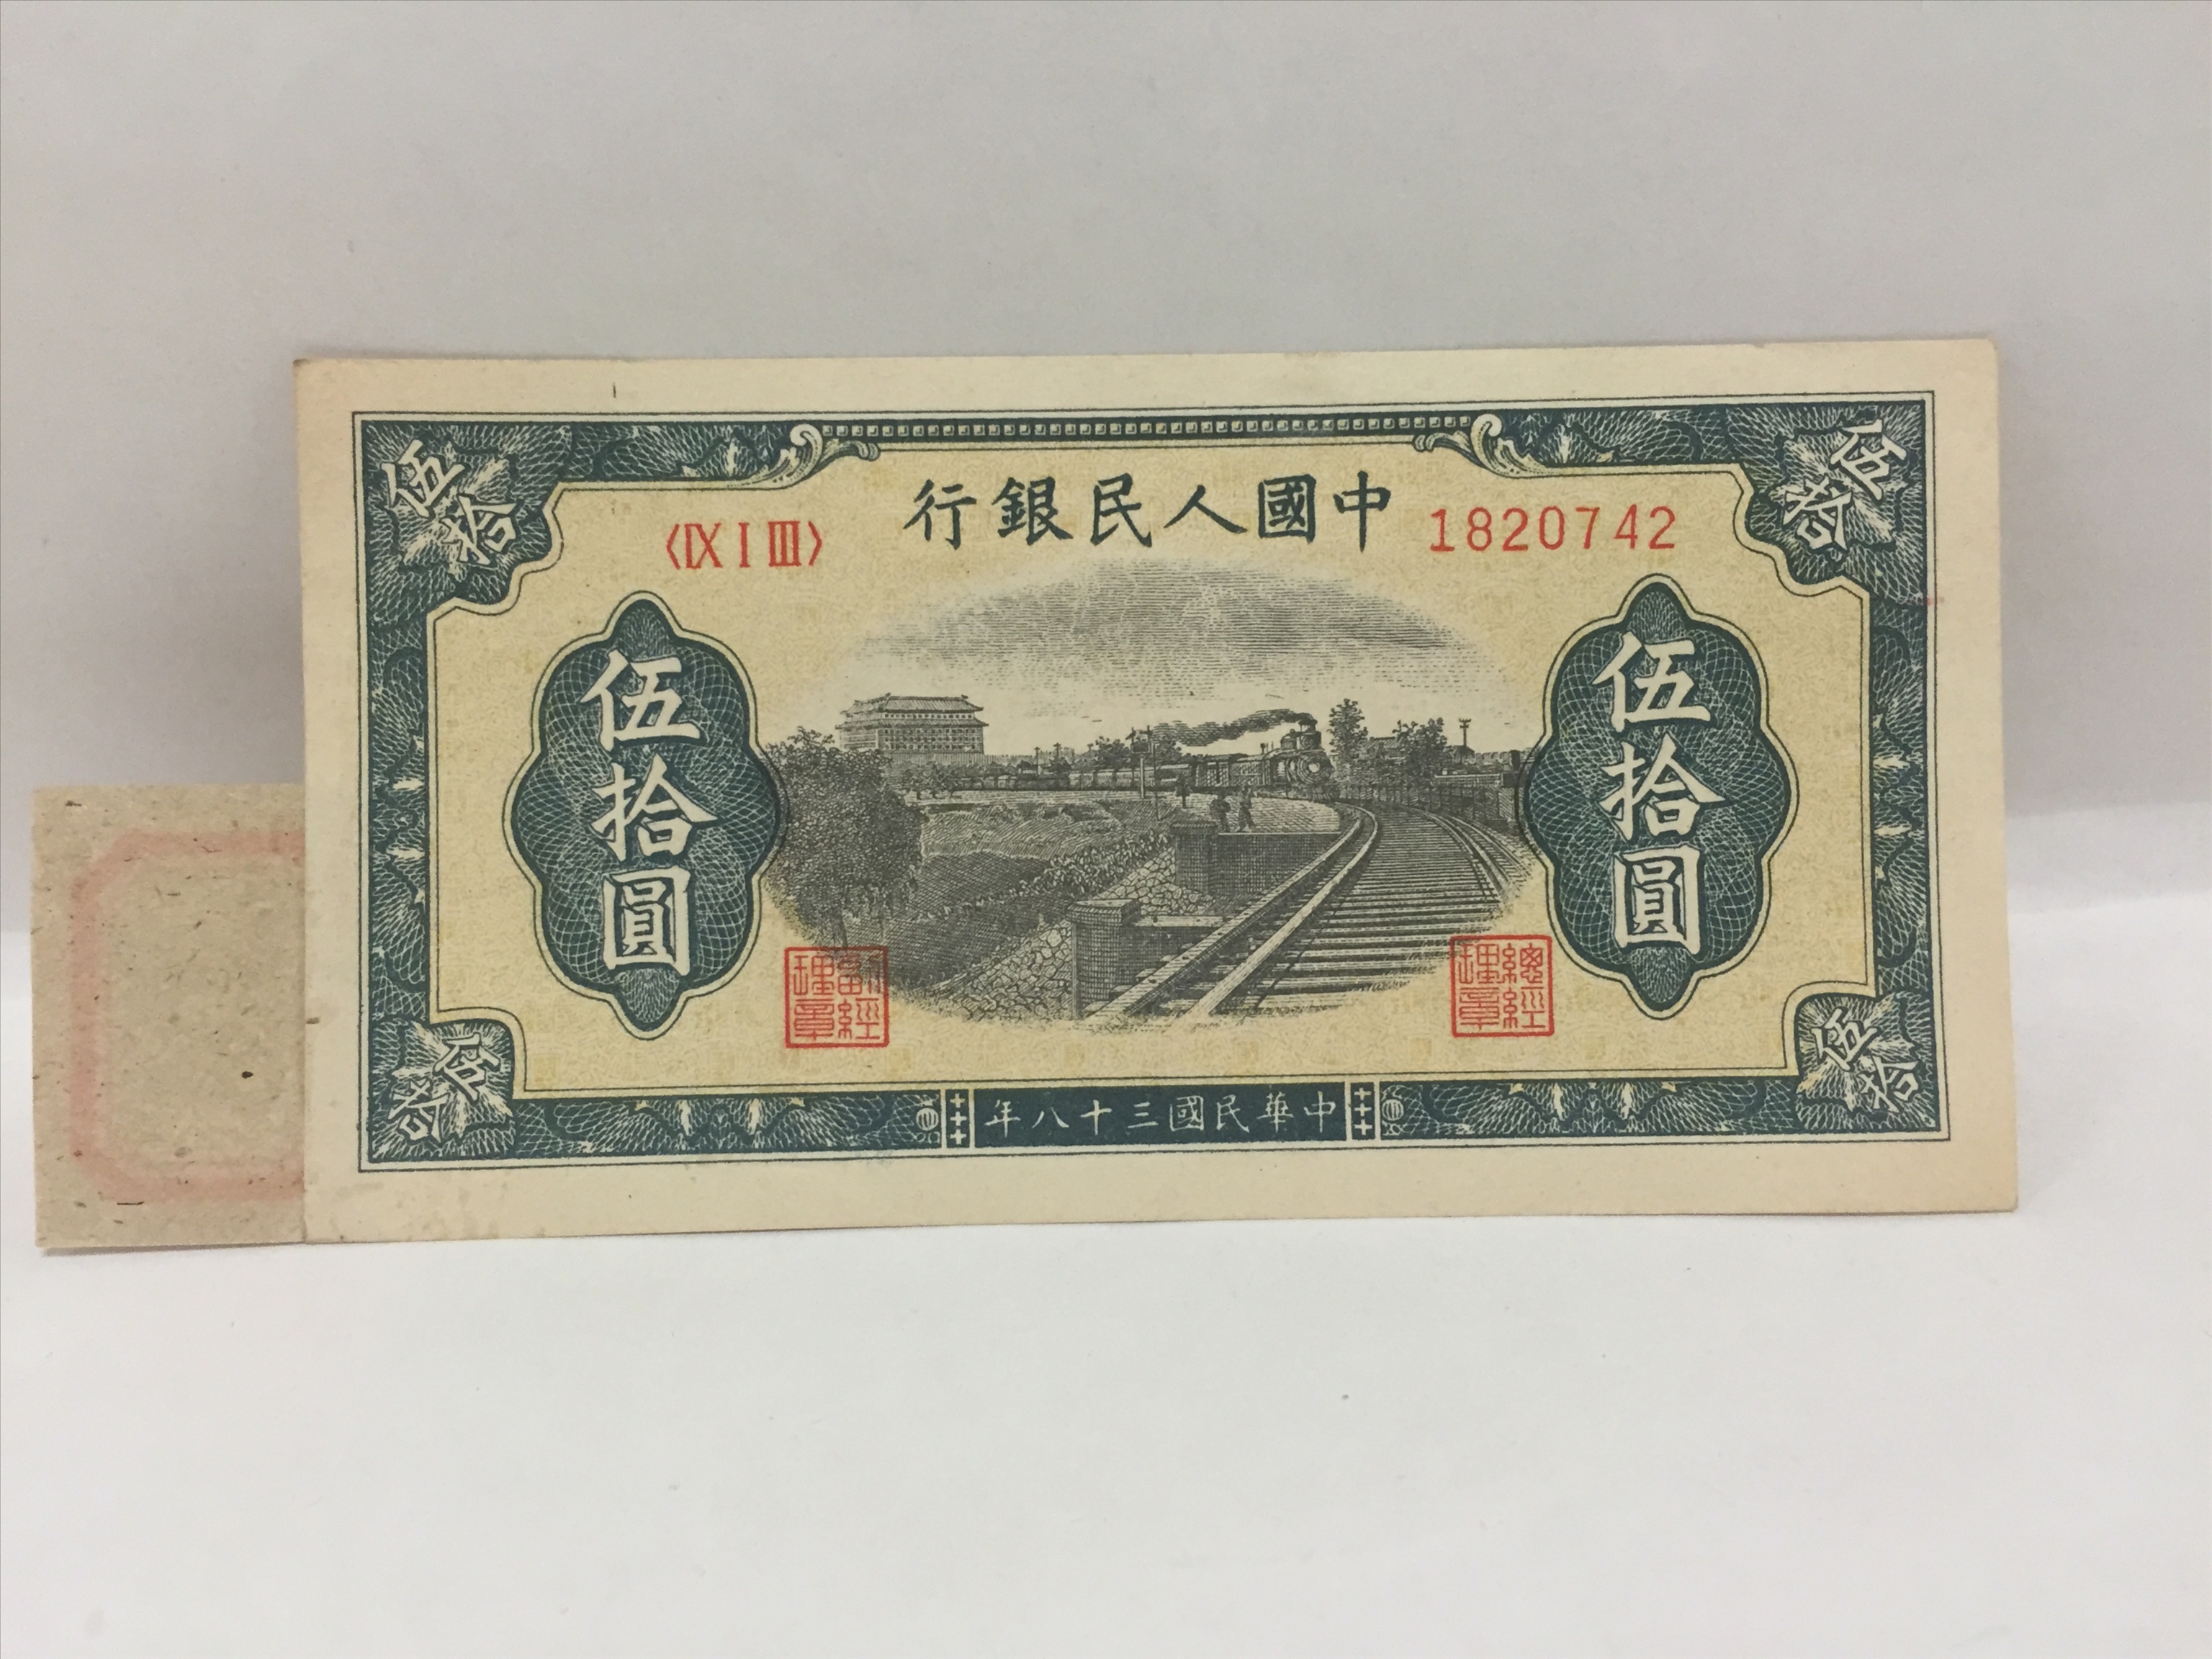 伍拾
伍拾
中國人民銀行
〈IX I III〉
1820742
伍拾圓
伍拾圓
副經理章
總經理章
伍拾
伍拾
中華民國三十八年